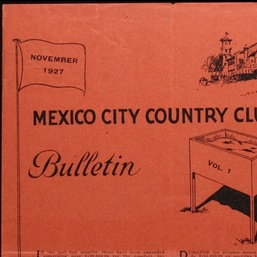 NOVEMBER
1927
MEXICO CITY COUNTRY CLU
Bulletin
VOL. 1